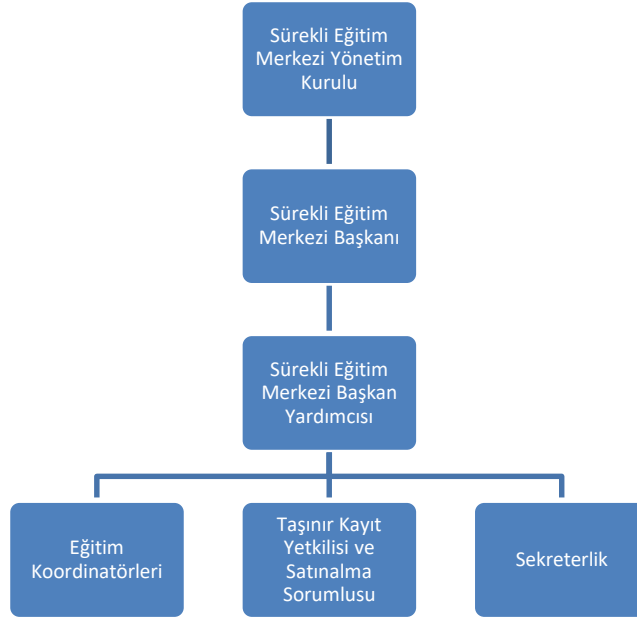 Sürekli Eğitim
Merkezi Yönetim
Kurulu
Sürekli Eğitim
Merkezi Başkanı
Sürekli Eğitim
Merkezi Başkan
Yardımcısı
Eğitim
Koordinatörleri
Taşınır Kayıt
Yetkilisi ve
Satınalma
Sorumlusu
Sekreterlik